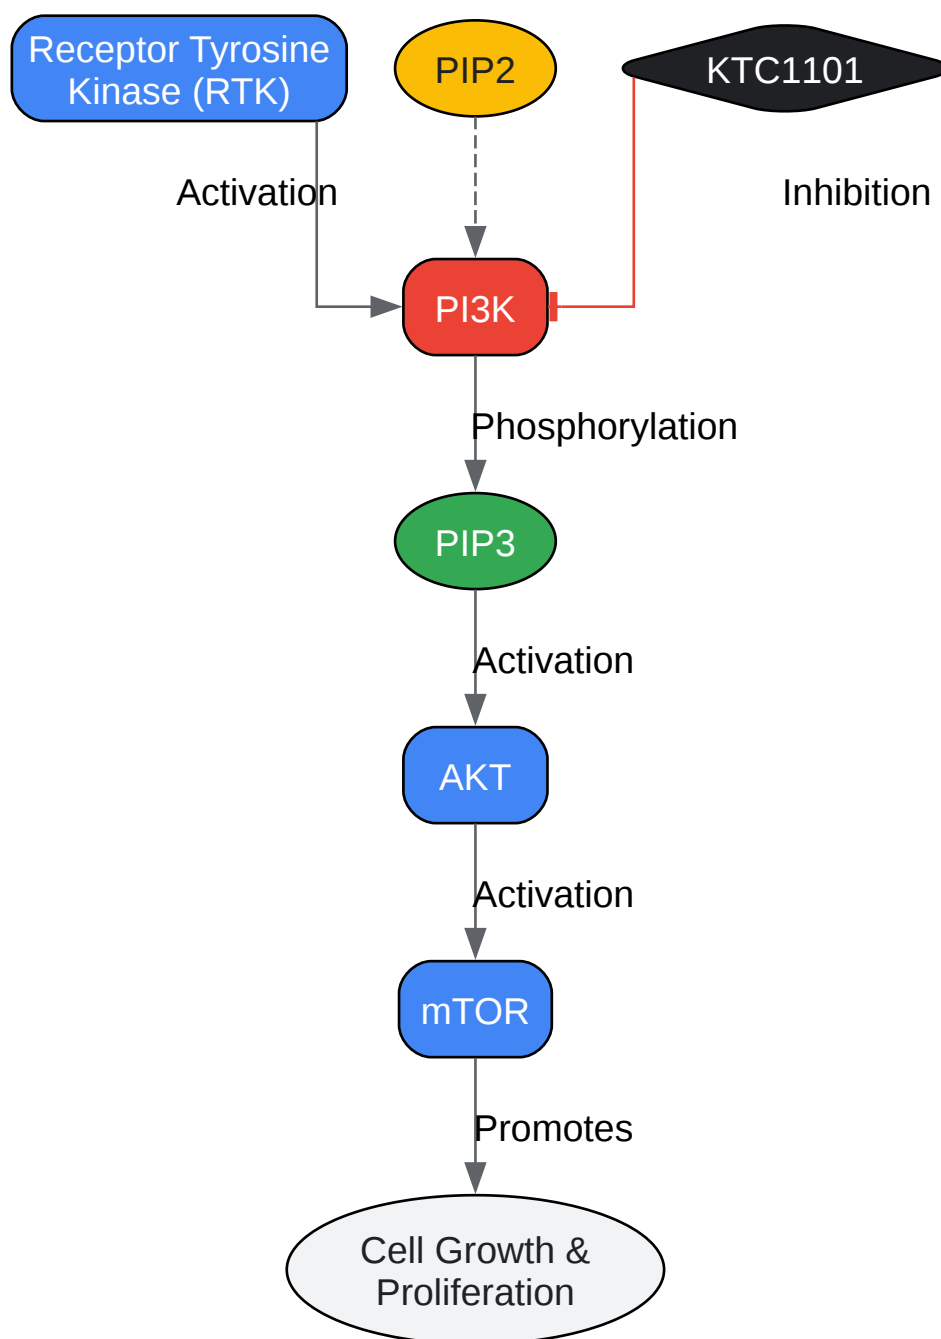 Receptor Tyrosine
Kinase (RTK)
PIP2
KTC1101
Activation
Inhibition
PI3K
Phosphorylation
PIP3
Activation
AKT
Activation
mTOR
Promotes
Cell Growth &
Proliferation